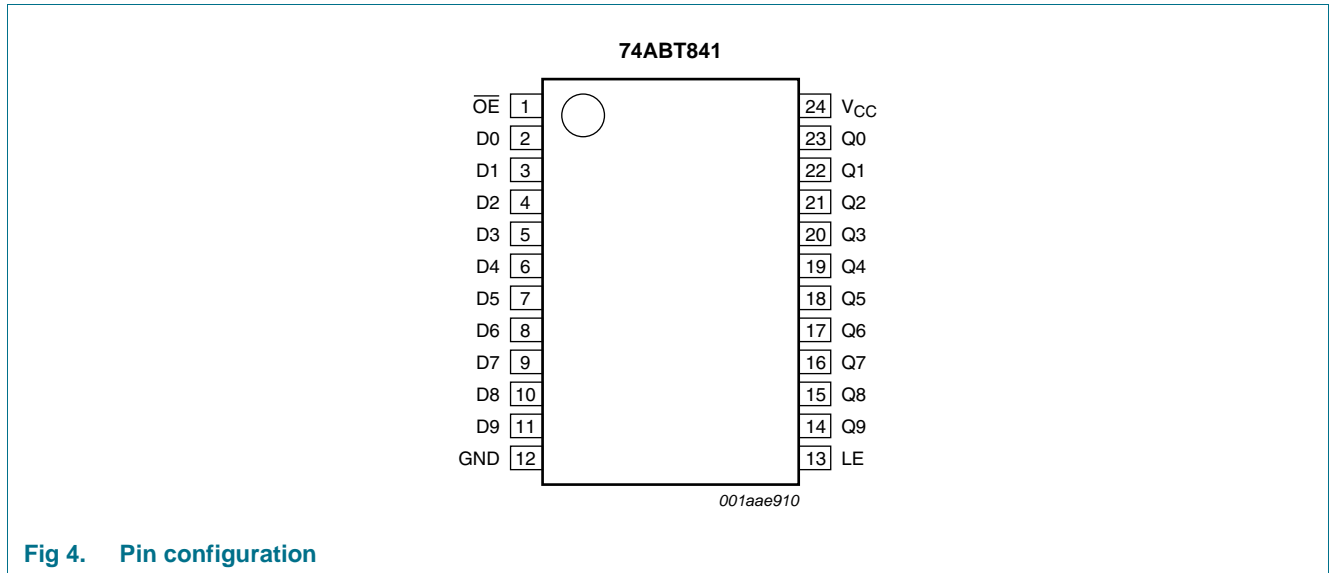 74ABT841
O̅E̅ 1 24 VCC
D0 2 23 Q0
D1 3 22 Q1
D2 4 21 Q2
D3 5 20 Q3
D4 6 19 Q4
D5 7 18 Q5
D6 8 17 Q6
D7 9 16 Q7
D8 10 15 Q8
D9 11 14 Q9
GND 12 13 LE
001aae910
Fig 4. Pin configuration